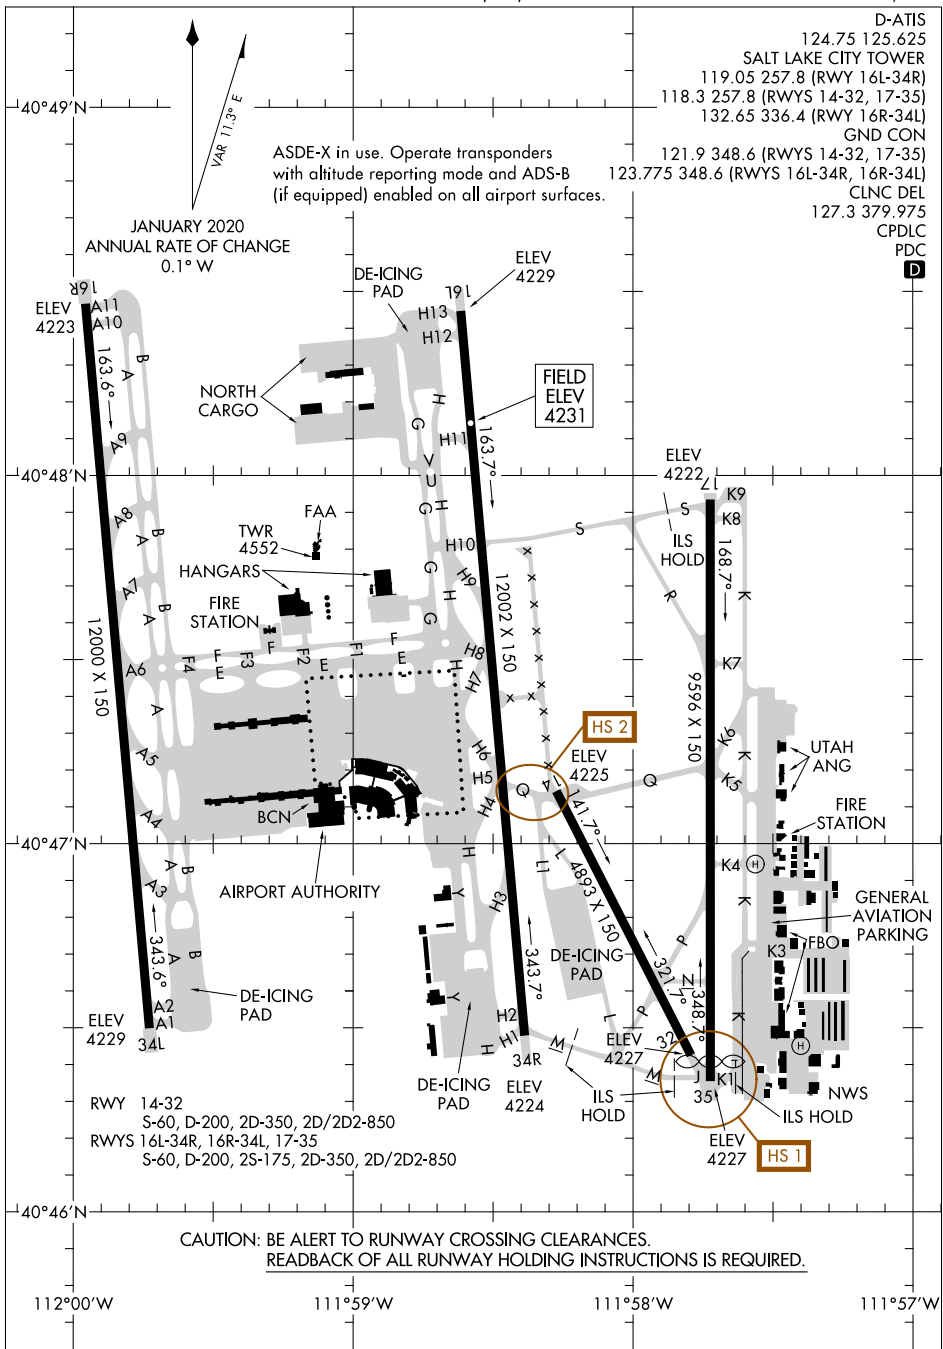 D-ATIS
124.75 125.625
SALT LAKE CITY TOWER
119.05 257.8 (RWY 16L-34R)
118.3 257.8 (RWYS 14-32, 17-35)
132.65 336.4 (RWY 16R-34L)
GND CON
121.9 348.6 (RWYS 14-32, 17-35)
123.775 348.6 (RWYS 16L-34R, 16R-34L)
CLNC DEL
127.3 379.975
CPDLC
PDC
D
40°49'N
VAR 11.3° E
ASDE-X in use. Operate transponders
with altitude reporting mode and ADS-B
(if equipped) enabled on all airport surfaces.
JANUARY 2020
ANNUAL RATE OF CHANGE
0.1° W
DE-ICING
PAD
ELEV
4229
16R
16L
ELEV
4223
A11
A10
H13
H12
163.6°
B
A
NORTH
CARGO
FIELD
ELEV
4231
H
G
A9
H11
163.7°
V
U
40°48'N
ELEV
4222
17
K9
K8
A8
B
A
H
G
FAA
TWR
4552
H10
S
S
ILS
HOLD
168.7°
HANGARS
H9
G
H
G
A7
B
A
FIRE
STATION
R
K
K
12002 X 150
12000 X 150
A6
F4
F
E
F3
F
F2
E
F1
F
E
H
H8
H7
K7
9596 X 150
A
HS 2
K6
A5
H6
H5
H4
ELEV
4225
Q
14
Q
K
K5
UTAH
ANG
BCN
A4
141.7°
FIRE
STATION
40°47'N
B
A
A3
H
L1
L
4893 X 150
K4
H
AIRPORT AUTHORITY
Y
H3
K
GENERAL
AVIATION
PARKING
343.6°
B
A
DE-ICING
PAD
P
K3
FBO
343.7°
DE-ICING
PAD
321.7°
N
348.7°
A2
A1
Y
H2
H1
L
L
P
K
ELEV
4229
34L
H
34R
M
32
ELEV
4227
H
DE-ICING
PAD
ELEV
4224
ILS
HOLD
M
J
K1
35
ILS HOLD
NWS
RWY 14-32
S-60, D-200, 2D-350, 2D/2D2-850
RWYS 16L-34R, 16R-34L, 17-35
S-60, D-200, 2S-175, 2D-350, 2D/2D2-850
ELEV
4227
HS 1
40°46'N
CAUTION: BE ALERT TO RUNWAY CROSSING CLEARANCES.
READBACK OF ALL RUNWAY HOLDING INSTRUCTIONS IS REQUIRED.
112°00'W
111°59'W
111°58'W
111°57'W